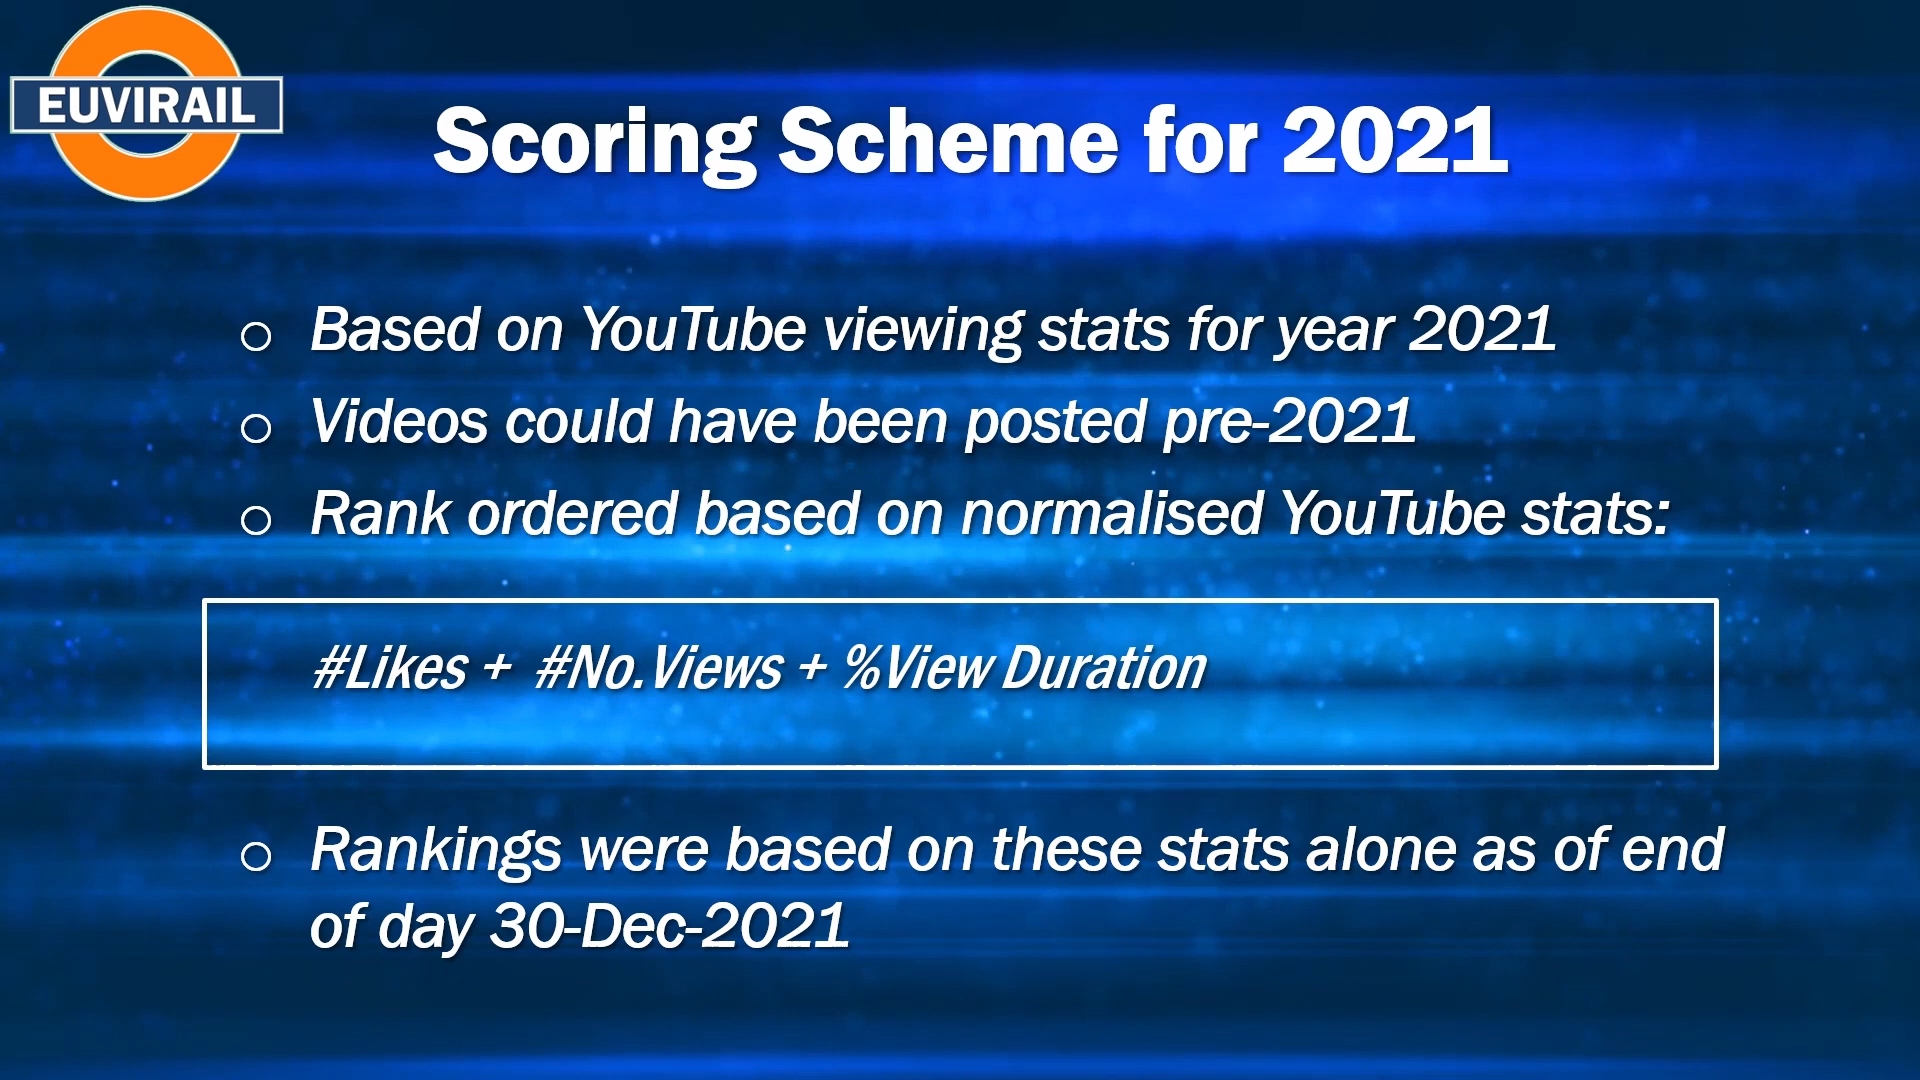 EUVIRAIL
Scoring Scheme for 2021
o Based on YouTube viewing stats for year 2021
o Videos could have been posted pre-2021
o Rank ordered based on normalised YouTube stats:
#Likes + #No.Views + %View Duration
o Rankings were based on these stats alone as of end
of day 30-Dec-2021